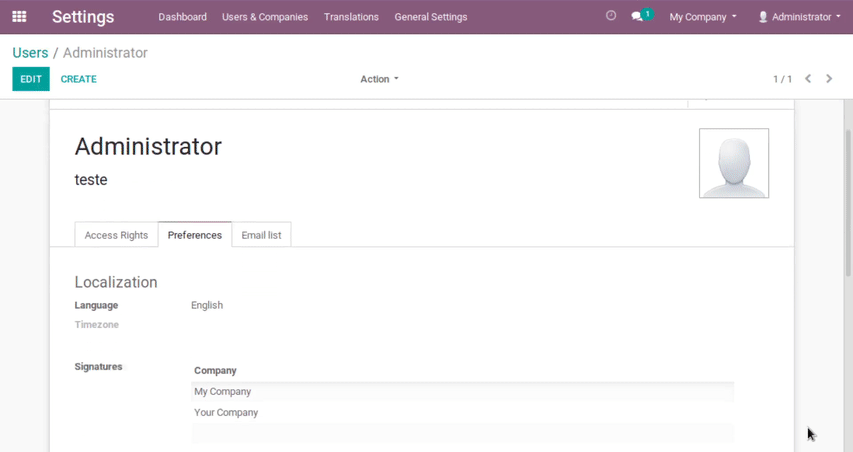 Settings Dashboard Users & Companies Translations General Settings 1 My Company Administrator
Users / Administrator
EDIT CREATE Action 1 / 1
Administrator
teste
Access Rights Preferences Email list
Localization
Language English
Timezone
Signatures Company
My Company
Your Company